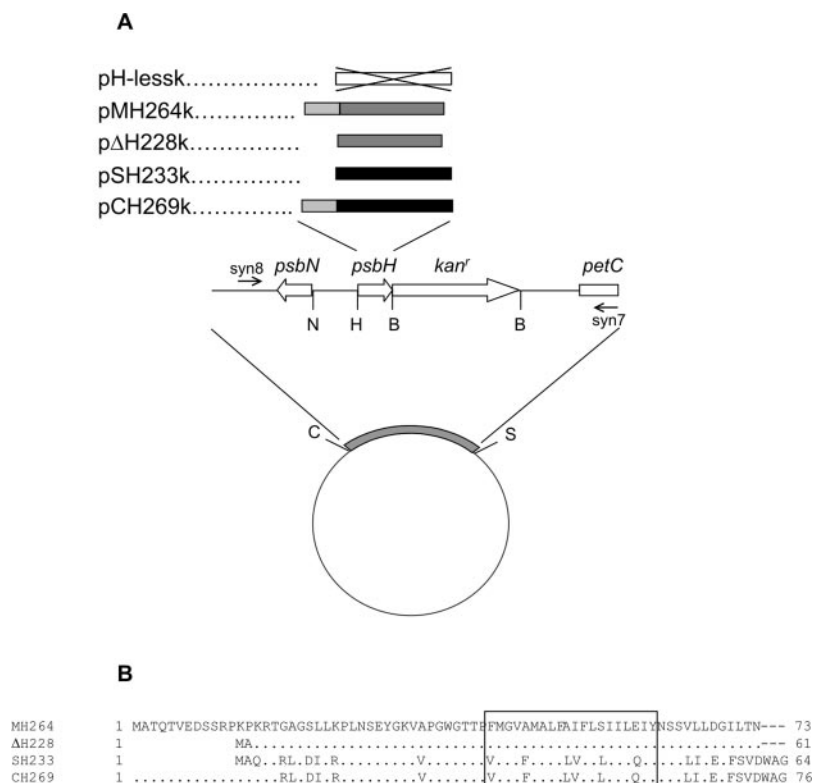 A
pH-lessk....................
pMH264k..............
pΔH228k................
pSH233k................
pCH269k..............
syn8 psbN psbH kanʳ petC
N H B B syn7
C S
B
MH264 1 MATQTVEDSSRPKPKRTGAGSLLKPLNSEYGKVAPGWGTTPFMGVAMALFAIFLSIILEIYNSSVLLDGILTN--- 73
ΔH228 1 MA...........................................................--- 61
SH233 1 MAQ..RL.DI.R.........V.......V...F....LV..L...Q.....LI.E.FSVDWAG 64
CH269 1 .................RL.DI.R.........V.......V...F....LV..L...Q.....LI.E.FSVDWAG 76